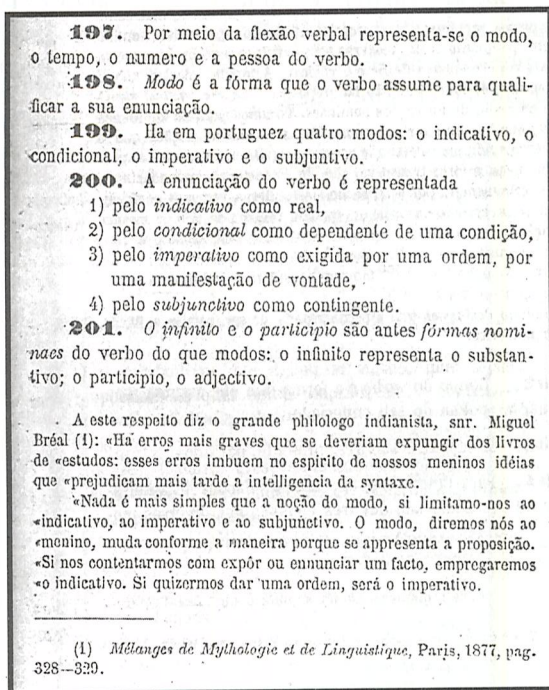 197. Por meio da flexão verbal representa-se o modo,
o tempo, o numero e a pessoa do verbo.
198. Modo é a fórma que o verbo assume para quali-
ficar a sua enunciação.
199. Ha em portuguez quatro modos: o indicativo, o
condicional, o imperativo e o subjuntivo.
200. A enunciação do verbo é representada
1) pelo indicativo como real,
2) pelo condicional como dependente de uma condição,
3) pelo imperativo como exigida por uma ordem, por
uma manifestação de vontade,
4) pelo subjunctivo como contingente.
201. O infinito e o participio são antes fórmas nomi-
naes do verbo do que modos: o infinito representa o substan-
tivo; o participio, o adjectivo.
A este respeito diz o grande philologo indianista, snr. Miguel
Bréal (1): «Ha erros mais graves que se deveriam expungir dos livros
de «estudos: esses erros imbuem no espirito de nossos meninos idéias
que «prejudicam mais tarde a intelligencia da syntaxe.
«Nada é mais simples que a noção do modo, si limitamo-nos ao
«indicativo, ao imperativo e ao subjunctivo. O modo, diremos nós ao
«menino, muda conforme a maneira porque se appresenta a proposição.
«Si nos contentarmos com expôr ou ennunciar um facto, empregaremos
«o indicativo. Si quizermos dar uma ordem, será o imperativo.
(1) Mélanges de Mythologie et de Linguistique, Paris, 1877, pag.
328—329.